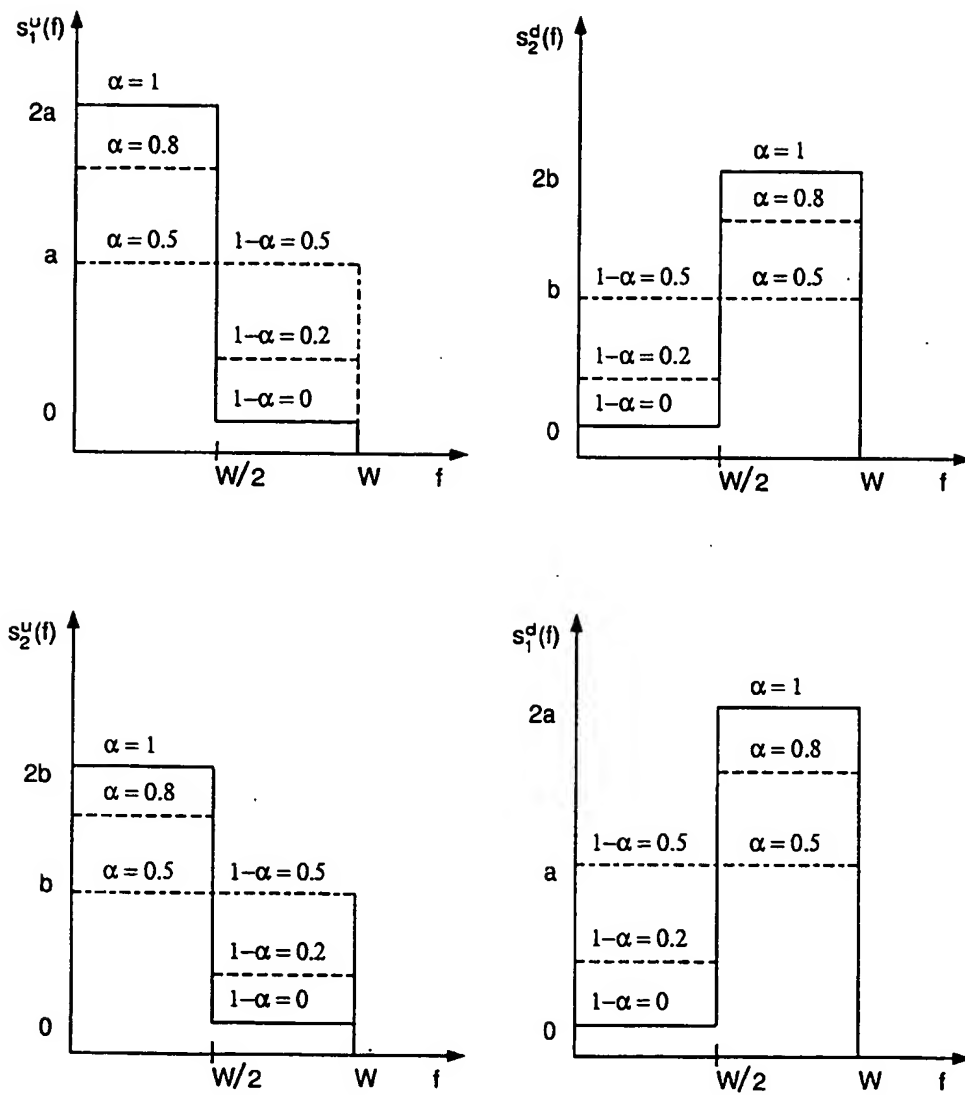 s₁ᵘ(f)
α = 1
2a
α = 0.8
α = 0.5
1−α = 0.5
a
1−α = 0.2
1−α = 0
0
W/2
W
f
s₂ᵈ(f)
α = 1
2b
α = 0.8
1−α = 0.5
α = 0.5
b
1−α = 0.2
1−α = 0
0
W/2
W
f
s₂ᵘ(f)
α = 1
2b
α = 0.8
α = 0.5
1−α = 0.5
b
1−α = 0.2
1−α = 0
0
W/2
W
f
s₁ᵈ(f)
α = 1
2a
α = 0.8
1−α = 0.5
α = 0.5
a
1−α = 0.2
1−α = 0
0
W/2
W
f